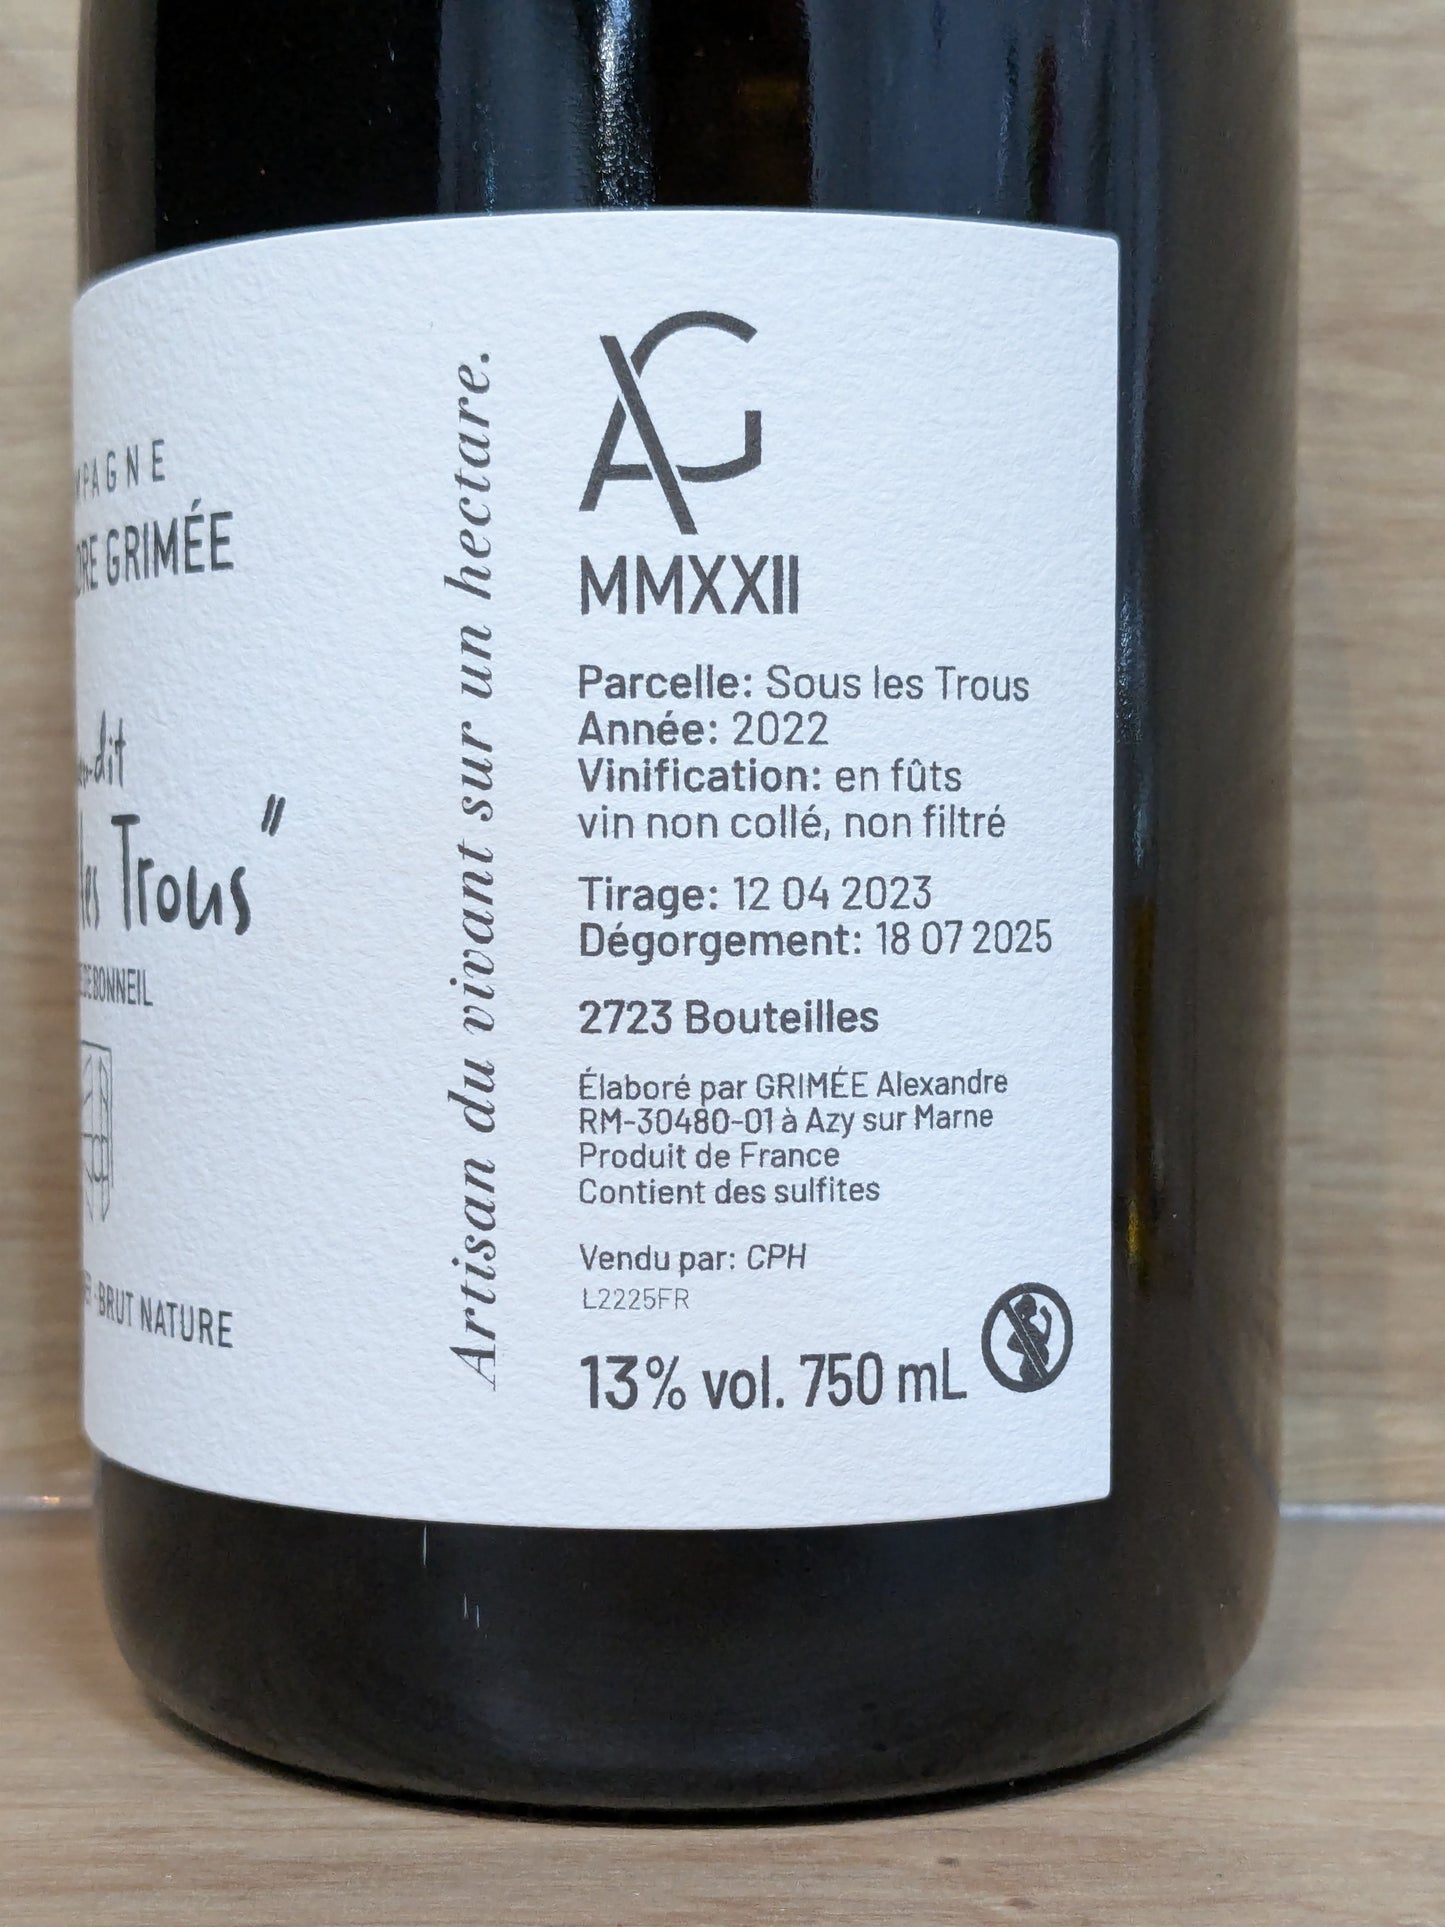 GRIMÉE
Trous"
BONNEIL
BRUT NATURE
Artisan du vivant sur un hectare.
AG
MMXXII
Parcelle: Sous les Trous
Année: 2022
Vinification: en fûts
vin non collé, non filtré
Tirage: 12 04 2023
Dégorgement: 18 07 2025
2723 Bouteilles
Élaboré par GRIMÉE Alexandre
RM-30480-01 à Azy sur Marne
Produit de France
Contient des sulfites
Vendu par: CPH
L2225FR
13% vol. 750 mL